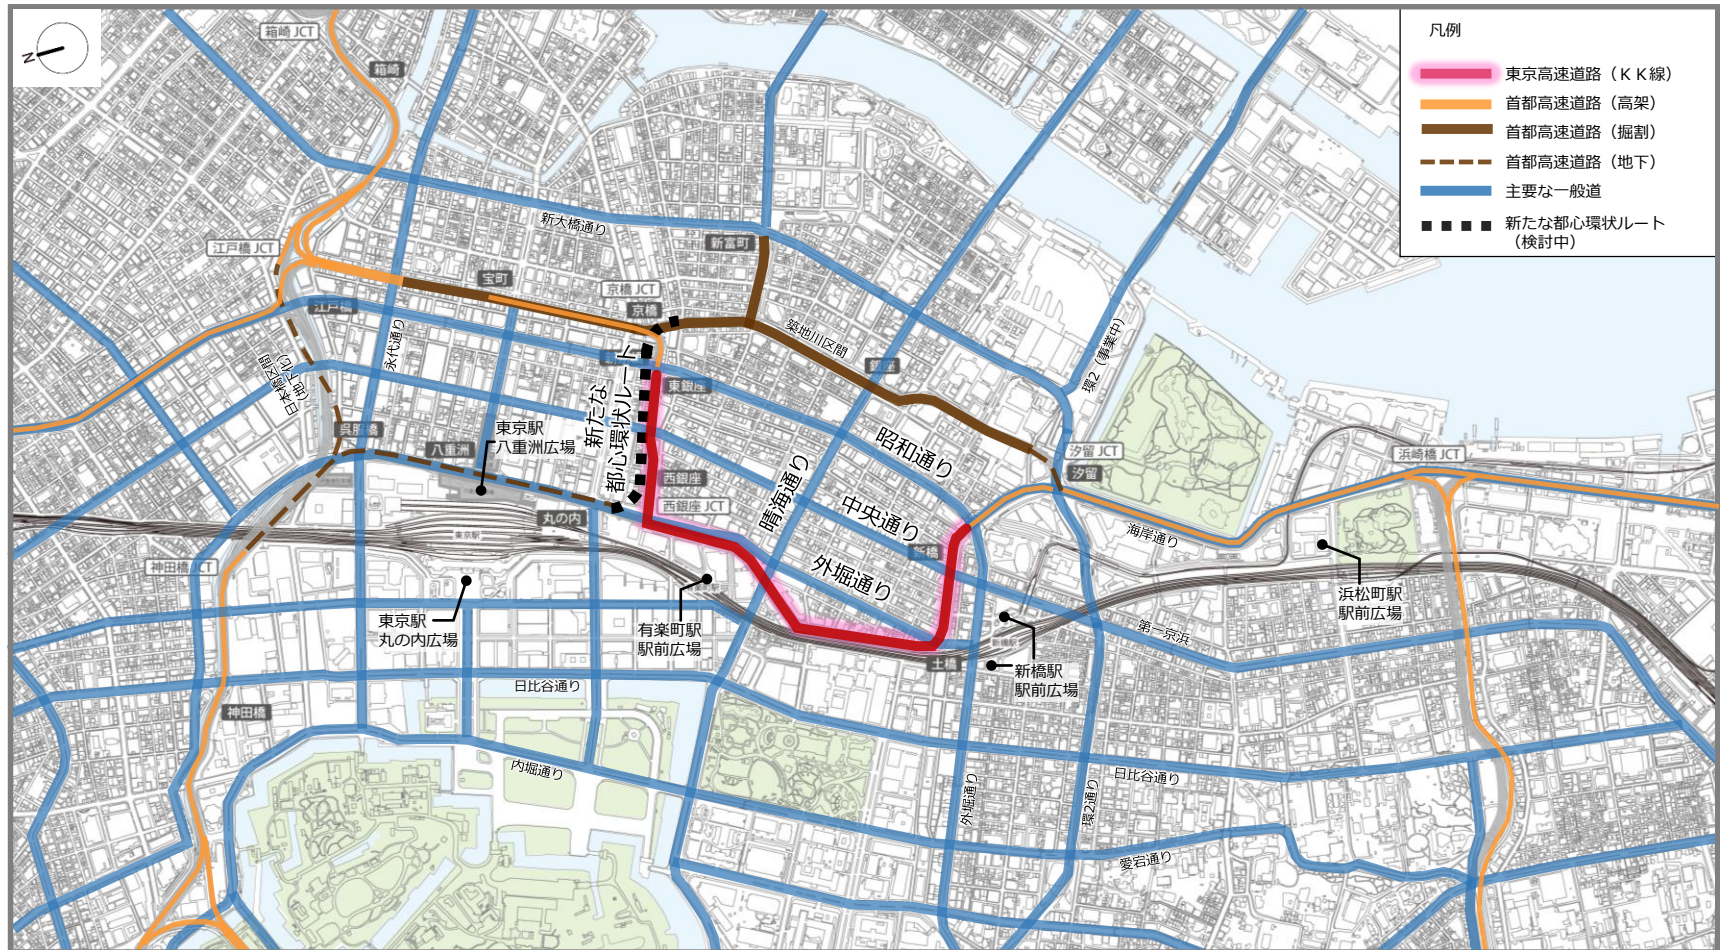 N
凡例
東京高速道路（ＫＫ線）
首都高速道路（高架）
首都高速道路（掘割）
首都高速道路（地下）
主要な一般道
新たな都心環状ルート
（検討中）
箱崎 JCT
箱崎
江戸橋 JCT
江戸橋
宝町
京橋 JCT
京橋
新富町
新大橋通り
永代通り
日本橋区間
（地下化）
呉服橋
八重洲
東京駅
八重洲広場
新たな
都心環状ルート
東銀座
西銀座
西銀座 JCT
丸の内
東京駅
築地川区間
銀座
昭和通り
中央通り
晴海通り
外堀通り
新橋
環2（事業中）
汐留 JCT
汐留
海岸通り
浜崎橋 JCT
浜松町駅
駅前広場
第一京浜
新橋駅
駅前広場
土橋
有楽町駅
駅前広場
東京駅
丸の内広場
神田橋 JCT
神田橋
日比谷通り
内堀通り
外堀通り
環2通り
日比谷通り
愛宕通り